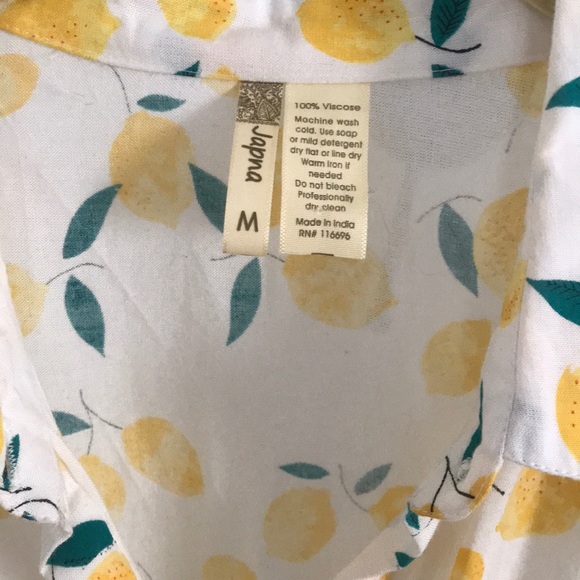 Japna
M
100% Viscose
Machine wash
cold. Use soap
or mild detergent
dry flat or line dry
Warm Iron if
needed
Do not bleach
Professionally
dry clean
Made in India
RN# 116696